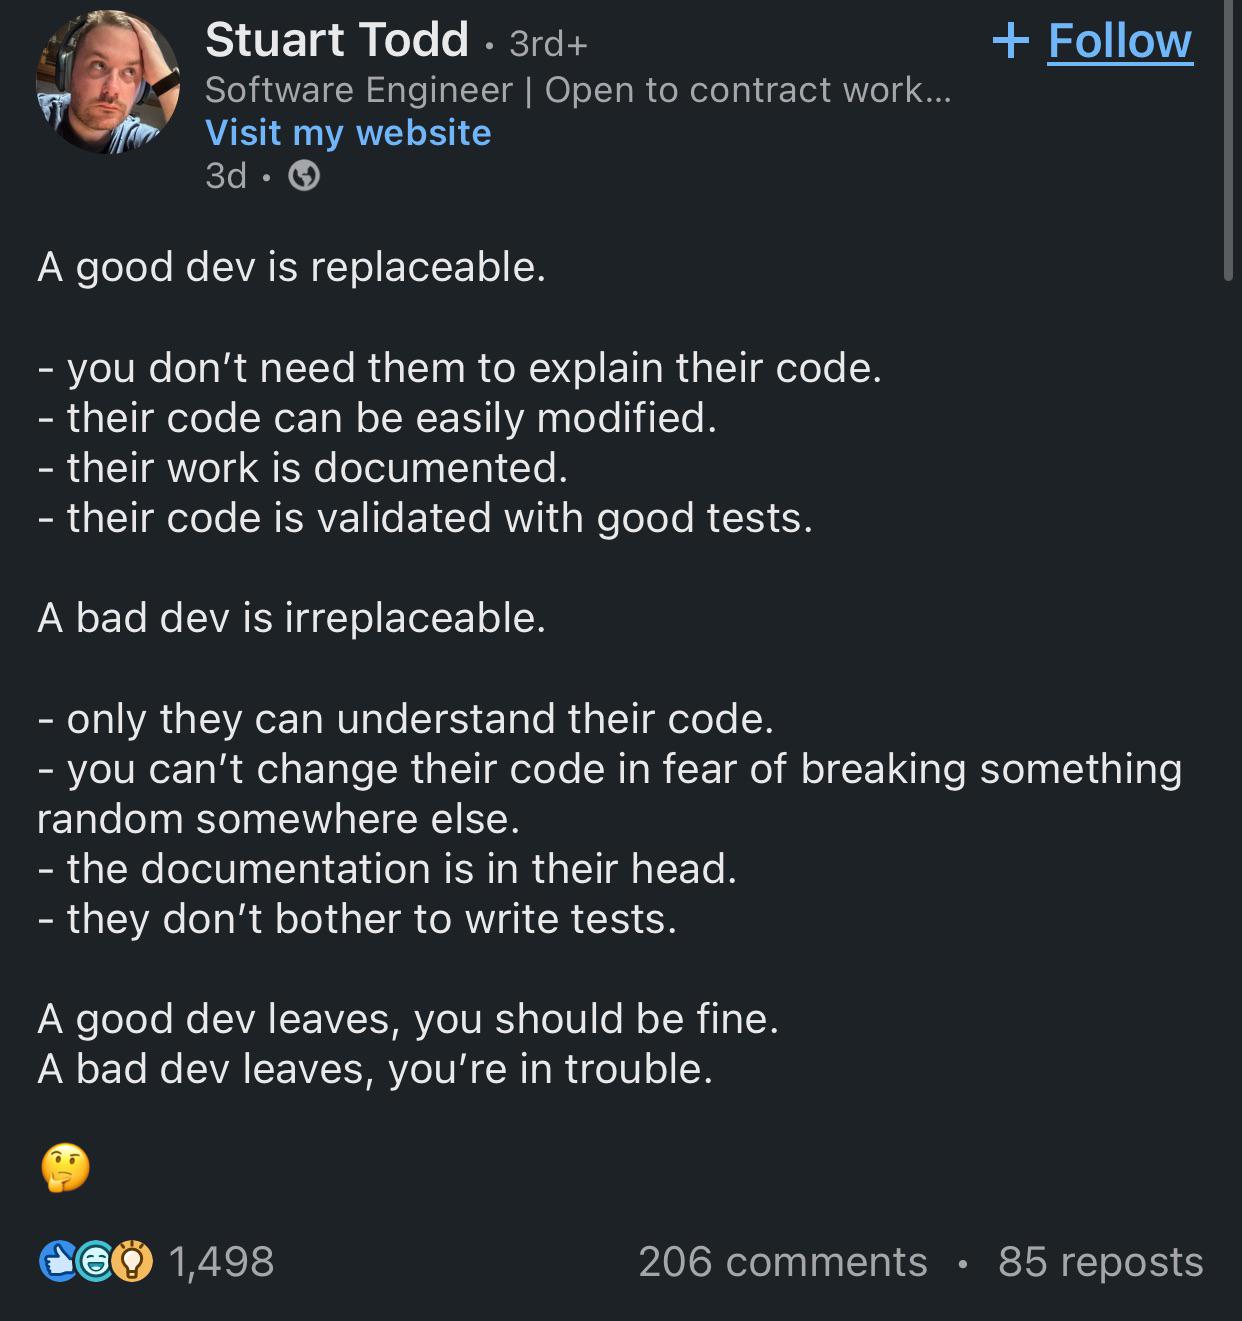 Stuart Todd • 3rd+
+ Follow
Software Engineer | Open to contract work...
Visit my website
3d •
A good dev is replaceable.
- you don’t need them to explain their code.
- their code can be easily modified.
- their work is documented.
- their code is validated with good tests.
A bad dev is irreplaceable.
- only they can understand their code.
- you can’t change their code in fear of breaking something
random somewhere else.
- the documentation is in their head.
- they don’t bother to write tests.
A good dev leaves, you should be fine.
A bad dev leaves, you’re in trouble.
🤔
1,498
206 comments • 85 reposts